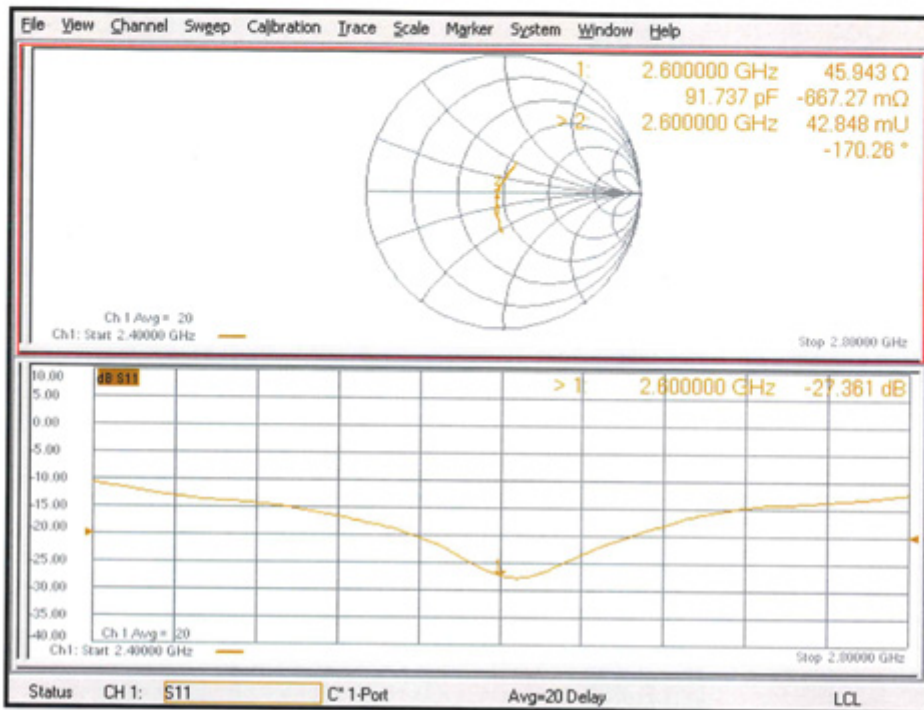 File View Channel Sweep Calibration Trace Scale Marker System Window Help
1: 2.600000 GHz 45.943 Ω
91.737 pF -667.27 mΩ
> 2: 2.600000 GHz 42.848 mU
-170.26 °
Ch 1 Avg = 20
Ch1: Start 2.40000 GHz
Stop 2.80000 GHz
10.00
dB S11
> 1: 2.600000 GHz -27.361 dB
5.00
0.00
-5.00
-10.00
-15.00
-20.00
-25.00
1
-30.00
-35.00
-40.00
Ch 1 Avg = 20
Ch1: Start 2.40000 GHz
Stop 2.80000 GHz
Status CH 1: S11 C* 1-Port Avg=20 Delay LCL